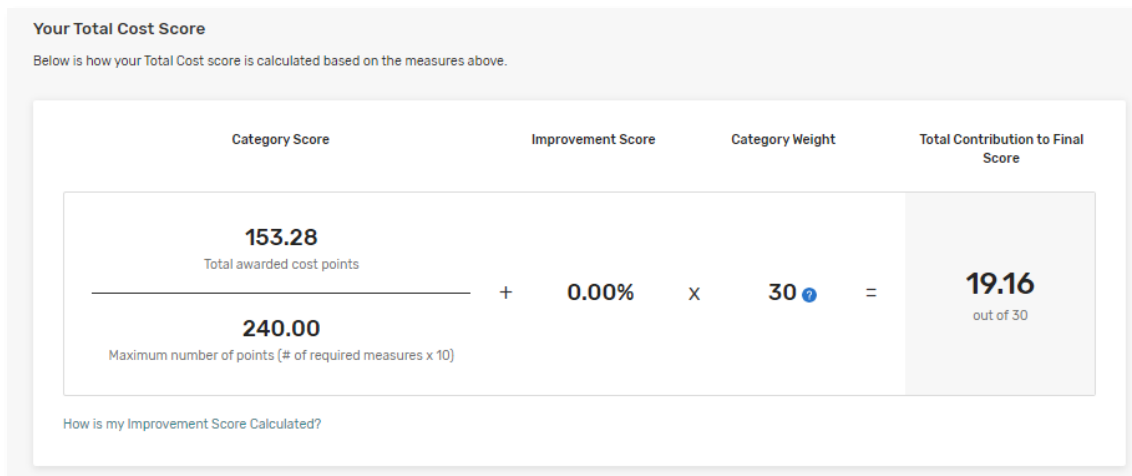 Your Total Cost Score
Below is how your Total Cost score is calculated based on the measures above.
Category Score
Improvement Score
Category Weight
Total Contribution to Final
Score
153.28
Total awarded cost points
240.00
Maximum number of points (# of required measures x 10)
+
0.00%
x
30 ?
=
19.16
out of 30
How is my Improvement Score Calculated?